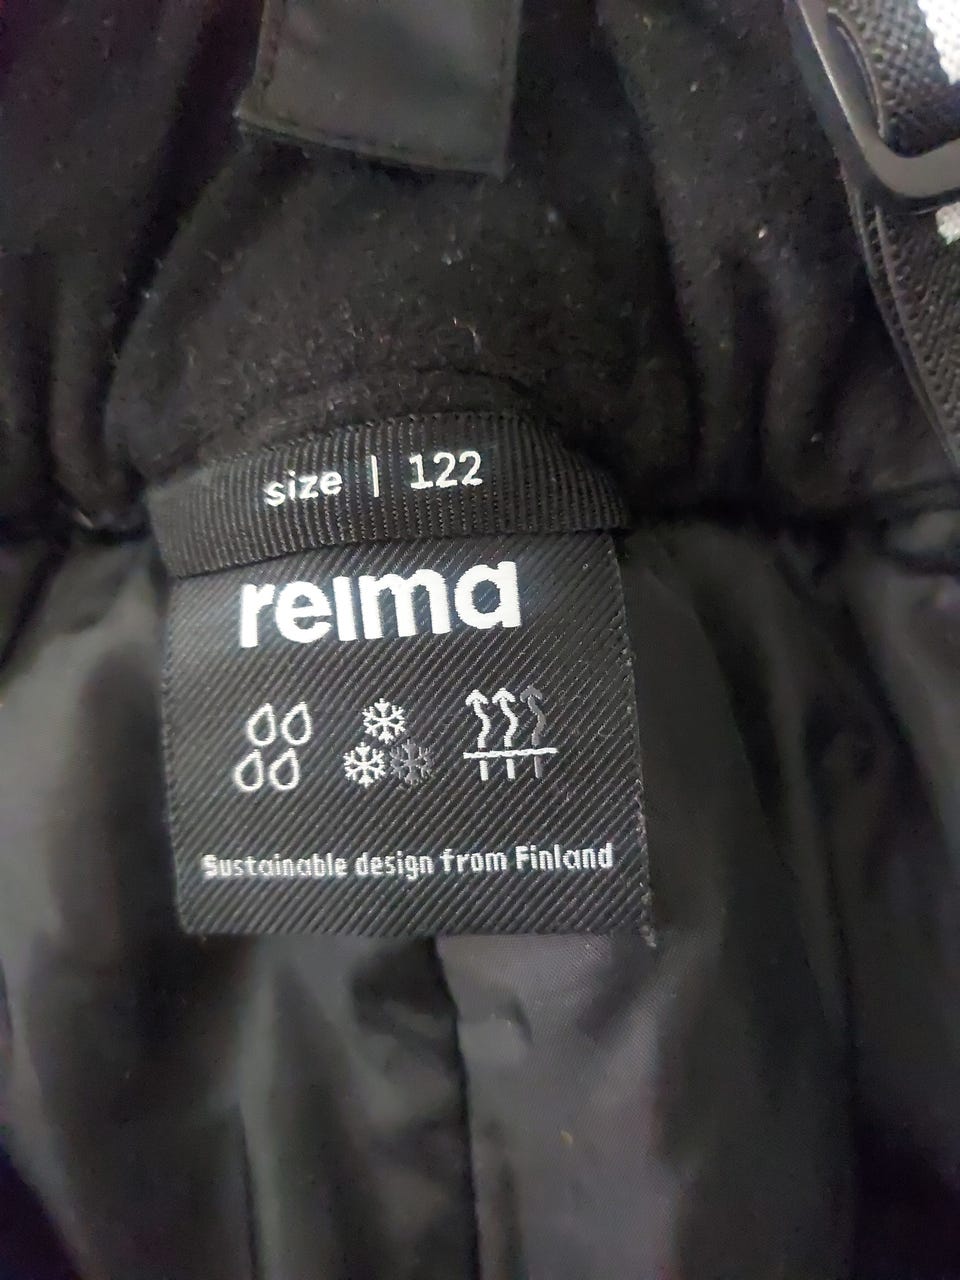 size | 122
reima
Sustainable design from Finland